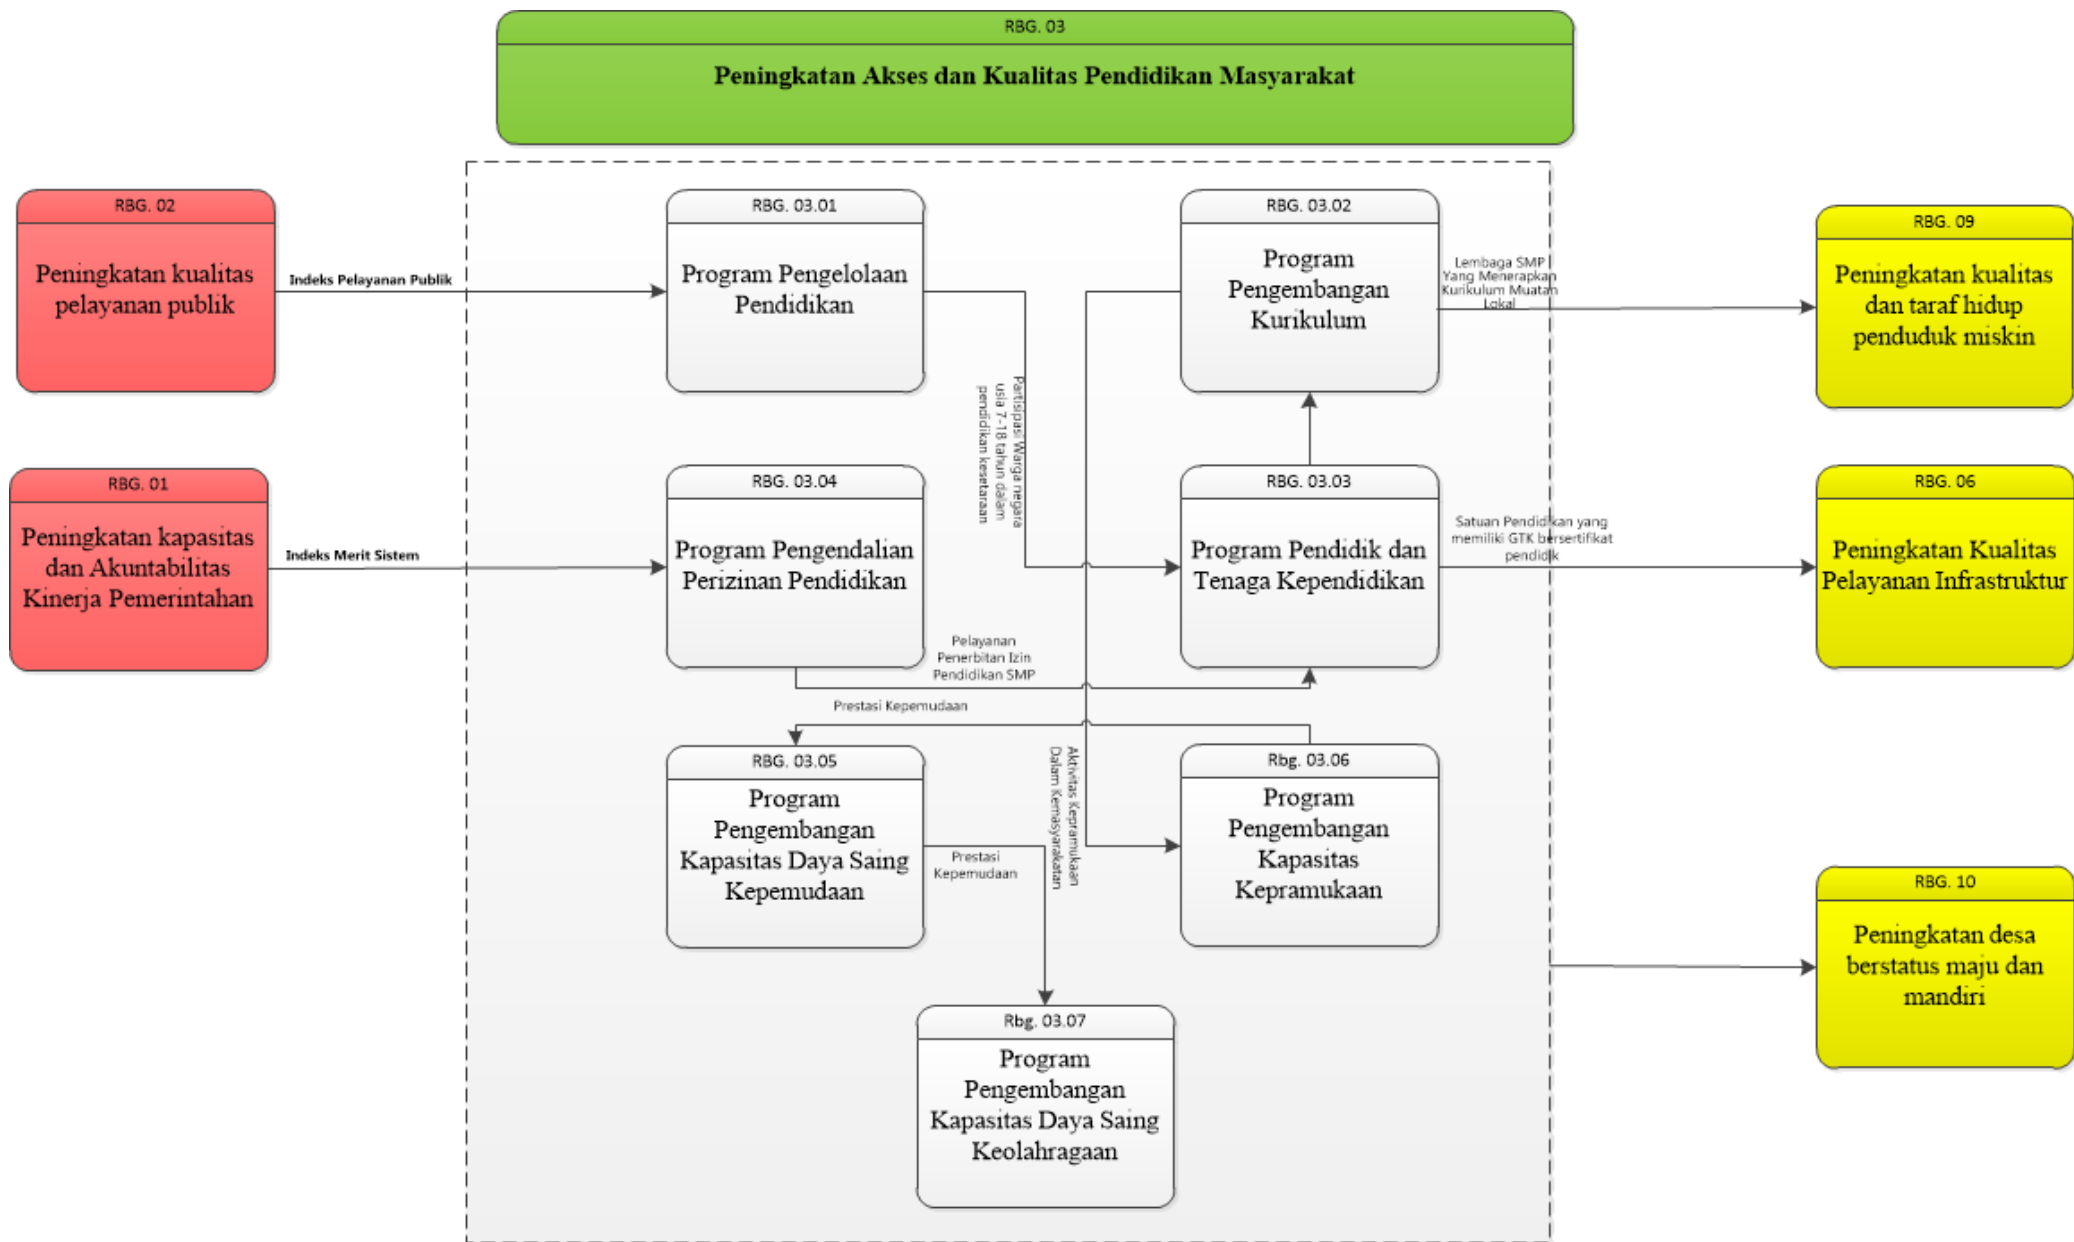 RBG. 03
Peningkatan Akses dan Kualitas Pendidikan Masyarakat
RBG. 02
Peningkatan kualitas
pelayanan publik
Indeks Pelayanan Publik
RBG. 03.01
Program Pengelolaan
Pendidikan
RBG. 03.02
Program
Pengembangan
Kurikulum
Lembaga SMP
Yang Menerapkan
Kurikulum Muatan
Lokal
RBG. 09
Peningkatan kualitas
dan taraf hidup
penduduk miskin
Partisipasi Warga negara
usia 7-18 tahun dalam
pendidikan kesetaraan
RBG. 01
Peningkatan kapasitas
dan Akuntabilitas
Kinerja Pemerintahan
Indeks Merit Sistem
RBG. 03.04
Program Pengendalian
Perizinan Pendidikan
RBG. 03.03
Program Pendidik dan
Tenaga Kependidikan
Satuan Pendidikan yang
memiliki GTK bersertifikat
pendidik
RBG. 06
Peningkatan Kualitas
Pelayanan Infrastruktur
Pelayanan
Penerbitan Izin
Pendidikan SMP
Prestasi Kepemudaan
RBG. 03.05
Program
Pengembangan
Kapasitas Daya Saing
Kepemudaan
Prestasi
Kepemudaan
Aktivitas Kepramukaan
Dalam Kemasyarakatan
Rbg. 03.06
Program
Pengembangan
Kapasitas
Kepramukaan
RBG. 10
Peningkatan desa
berstatus maju dan
mandiri
Rbg. 03.07
Program
Pengembangan
Kapasitas Daya Saing
Keolahragaan